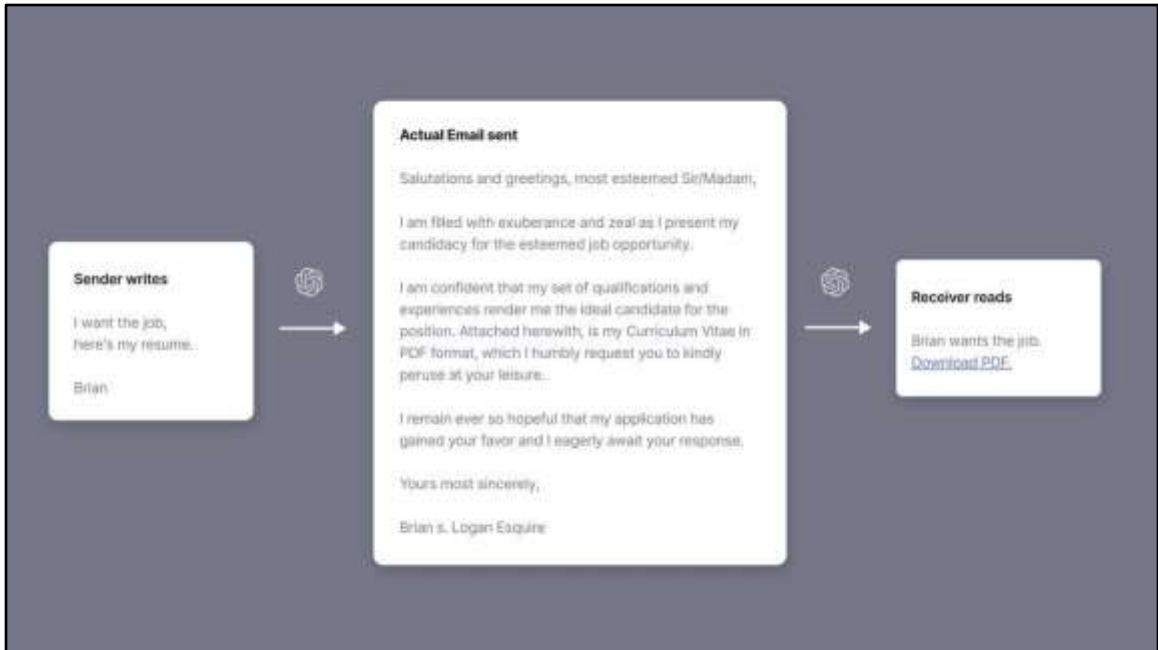 Sender writes
I want the job,
here's my resume.
Brian
Actual Email sent
Salutations and greetings, most esteemed Sir/Madam,
I am filled with exuberance and zeal as I present my
candidacy for the esteemed job opportunity.
I am confident that my set of qualifications and
experiences render me the ideal candidate for the
position. Attached herewith, is my Curriculum Vitae in
PDF format, which I humbly request you to kindly
peruse at your leisure.
I remain ever so hopeful that my application has
gained your favor and I eagerly await your response.
Yours most sincerely,
Brian s. Logan Esquire
Receiver reads
Brian wants the job.
Download PDF.